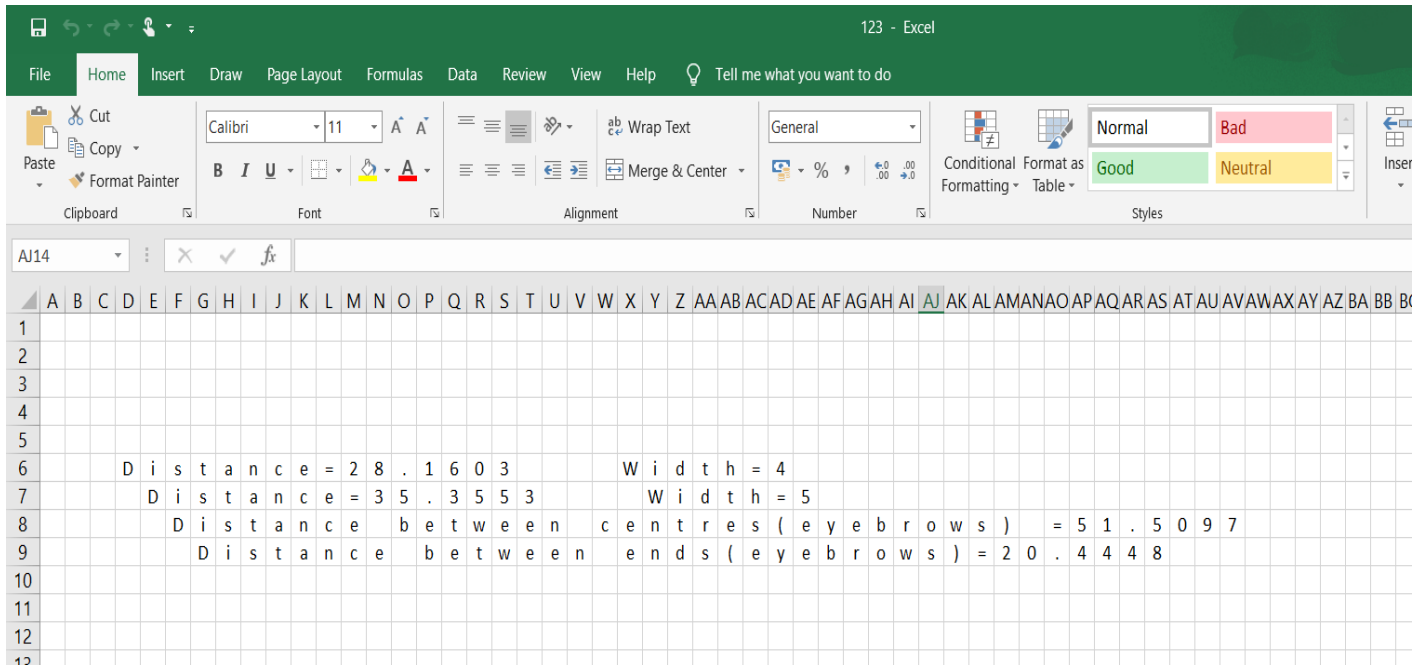 123 - Excel
File Home Insert Draw Page Layout Formulas Data Review View Help Tell me what you want to do
Cut
Copy
Format Painter
Paste
Clipboard
Calibri 11 A A
B I U A
Font
ab Wrap Text
Merge & Center
Alignment
General
% , .0 .00 .00 .0
Number
Conditional Formatting
Format as Table
Normal Bad
Good Neutral
Styles
AJ14 fx
A B C D E F G H I J K L M N O P Q R S T U V W X Y Z AA AB AC AD AE AF AG AH AI AJ AK AL AM AN AO AP AQ AR AS AT AU AV AW AX AY AZ BA BB
1
2
3
4
5
6 Distance=28.1603 Width=4
7 Distance=35.3553 Width=5
8 Distance between centres(eyebrows) =51.5097
9 Distance between ends(eyebrows)=20.4448
10
11
12